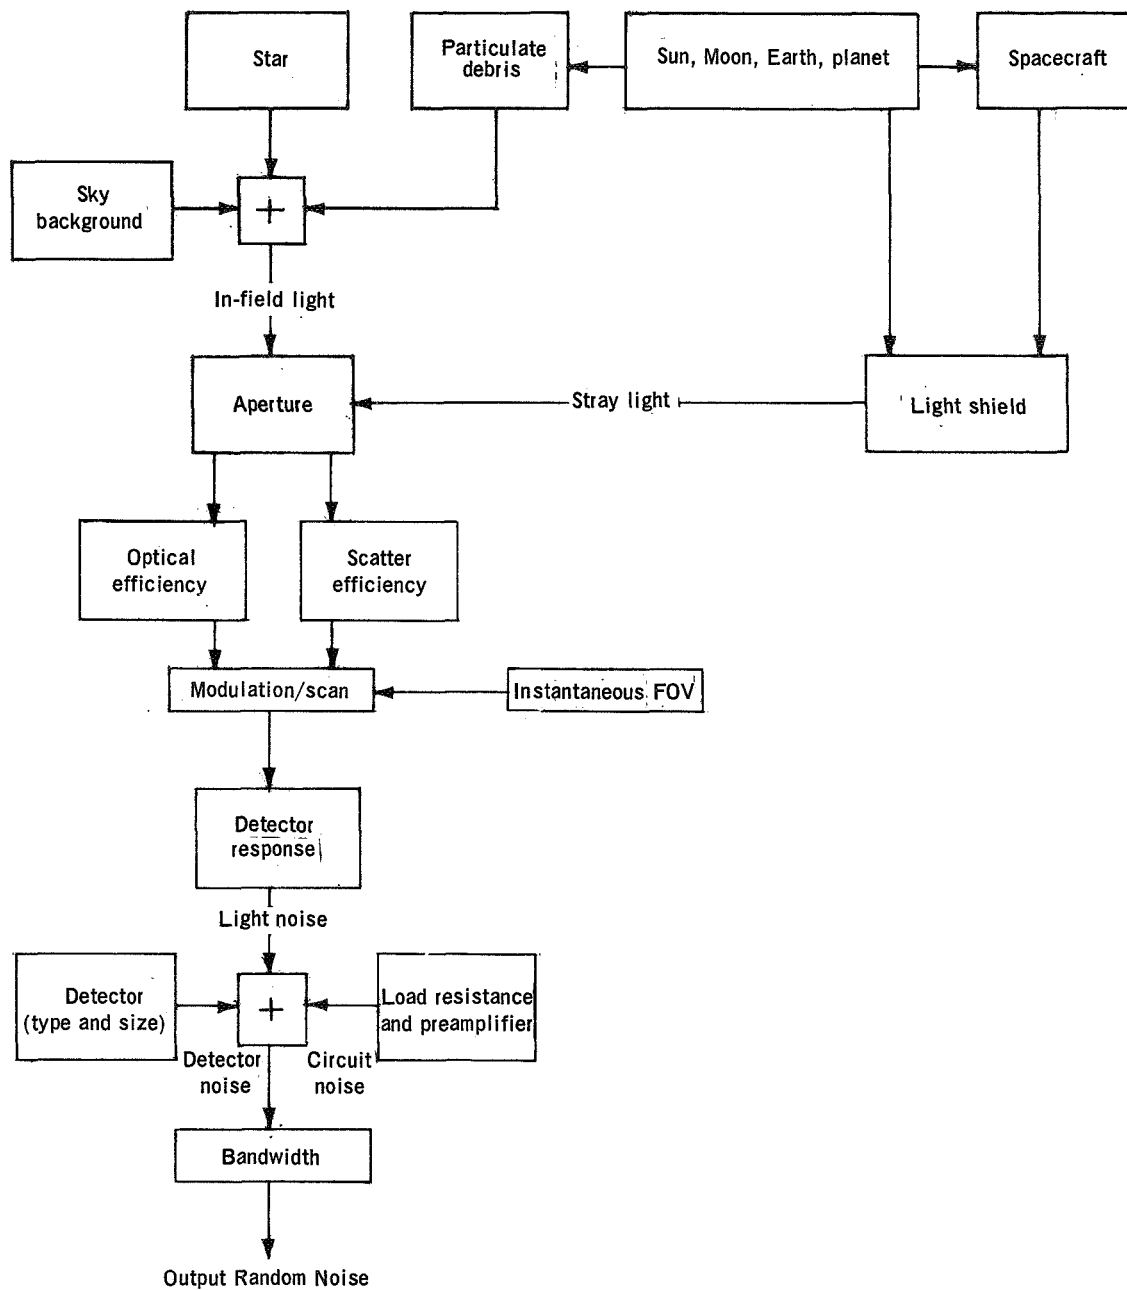 Star
Particulate
debris
Sun, Moon, Earth, planet
Spacecraft
Sky
background
+
In-field light
Aperture
Stray light
Light shield
Optical
efficiency
Scatter
efficiency
Modulation/scan
Instantaneous FOV
Detector
response
Light noise
Detector
(type and size)
+
Load resistance
and preamplifier
Detector
noise
Circuit
noise
Bandwidth
Output Random Noise